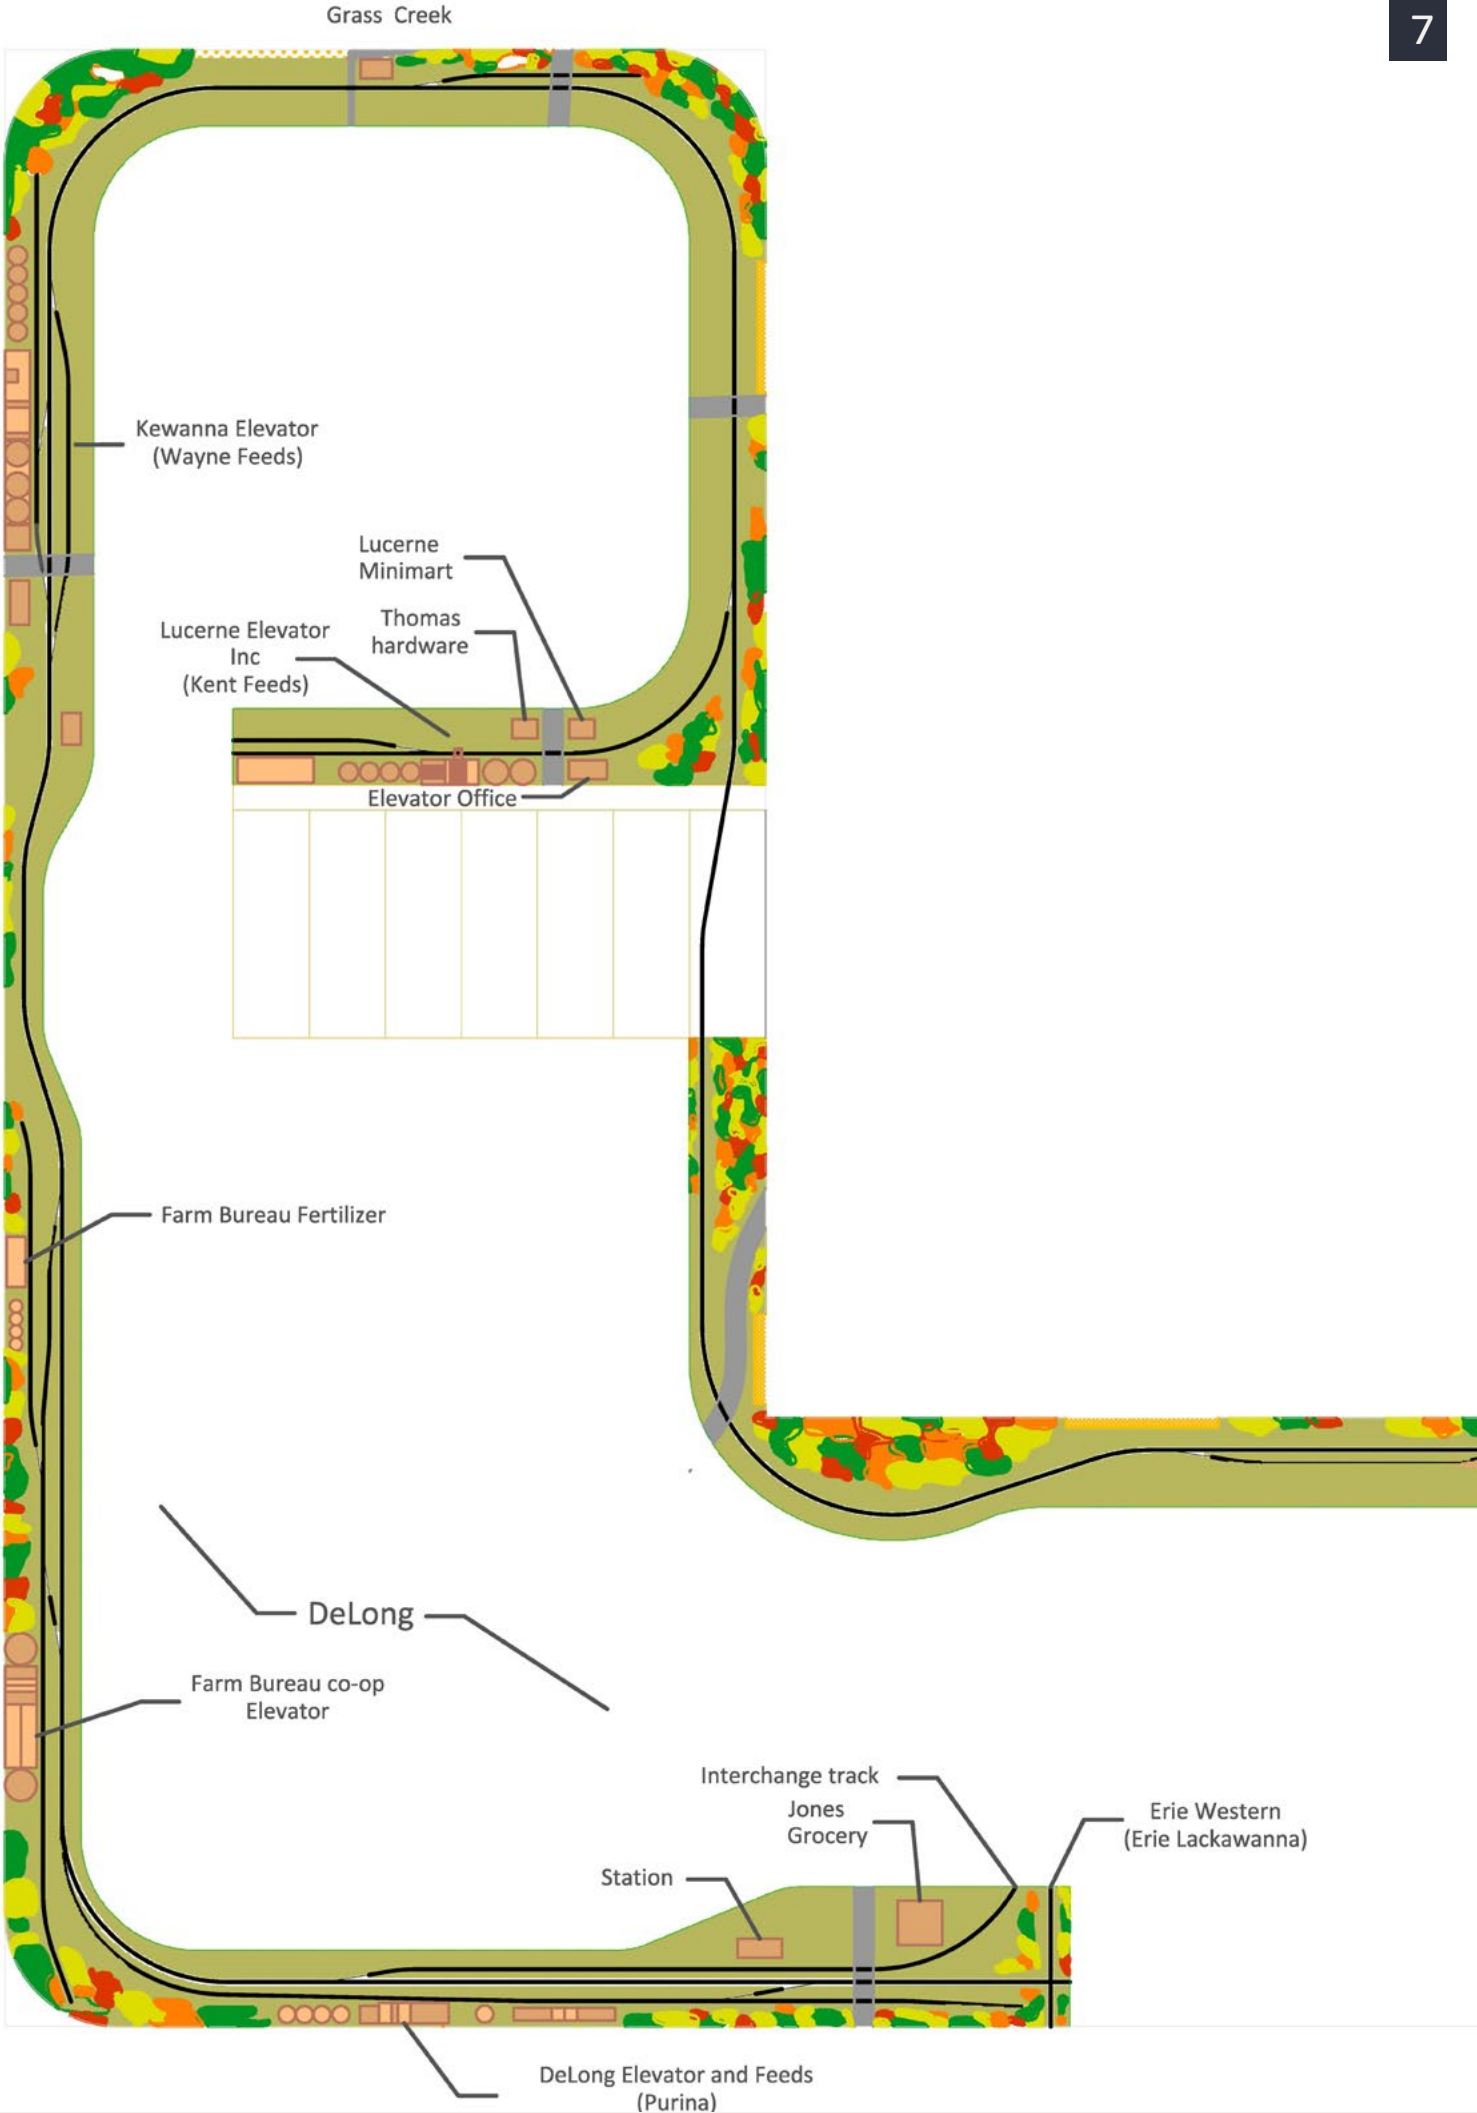 Grass Creek
7
Kewanna Elevator
(Wayne Feeds)
Lucerne
Minimart
Thomas
hardware
Lucerne Elevator
Inc
(Kent Feeds)
Elevator Office
Farm Bureau Fertilizer
DeLong
Farm Bureau co-op
Elevator
Interchange track
Jones
Grocery
Erie Western
(Erie Lackawanna)
Station
DeLong Elevator and Feeds
(Purina)